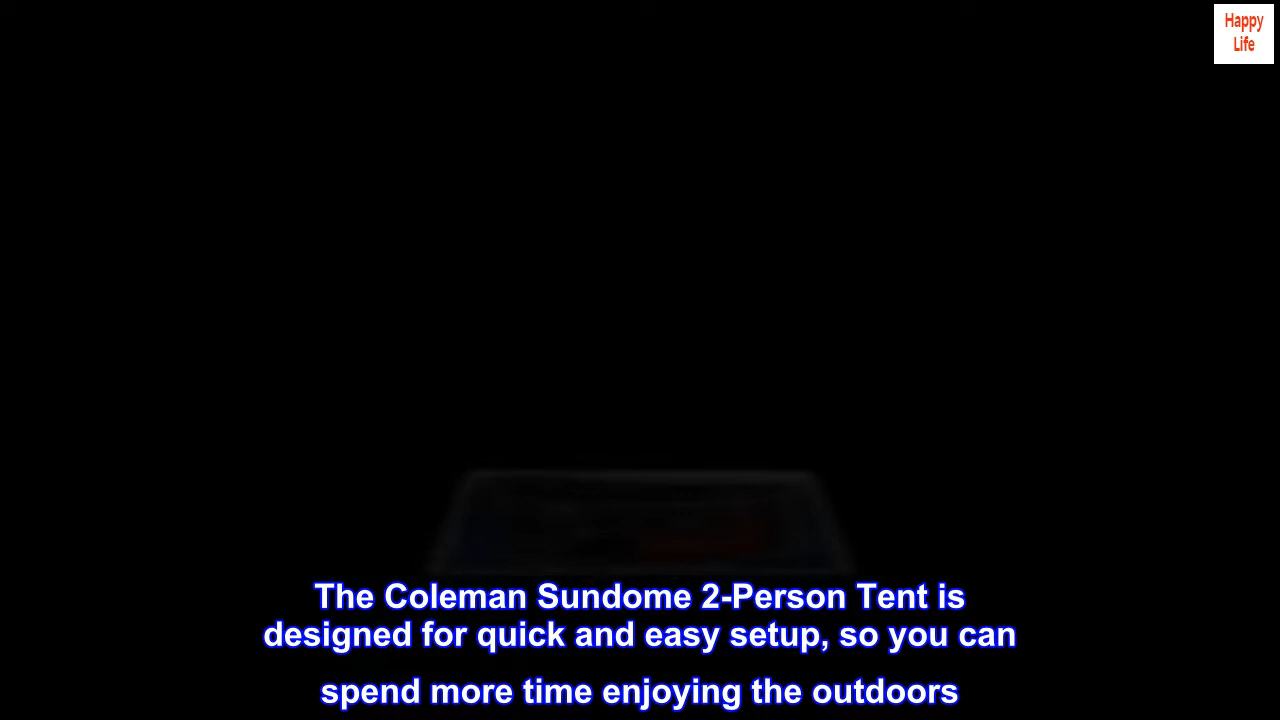 Happy
Life
The Coleman Sundome 2-Person Tent is
designed for quick and easy setup, so you can
spend more time enjoying the outdoors